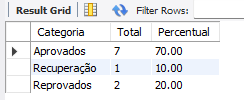 Result Grid Filter Rows:
Categoria Total Percentual
Aprovados 7 70.00
Recuperação 1 10.00
Reprovados 2 20.00